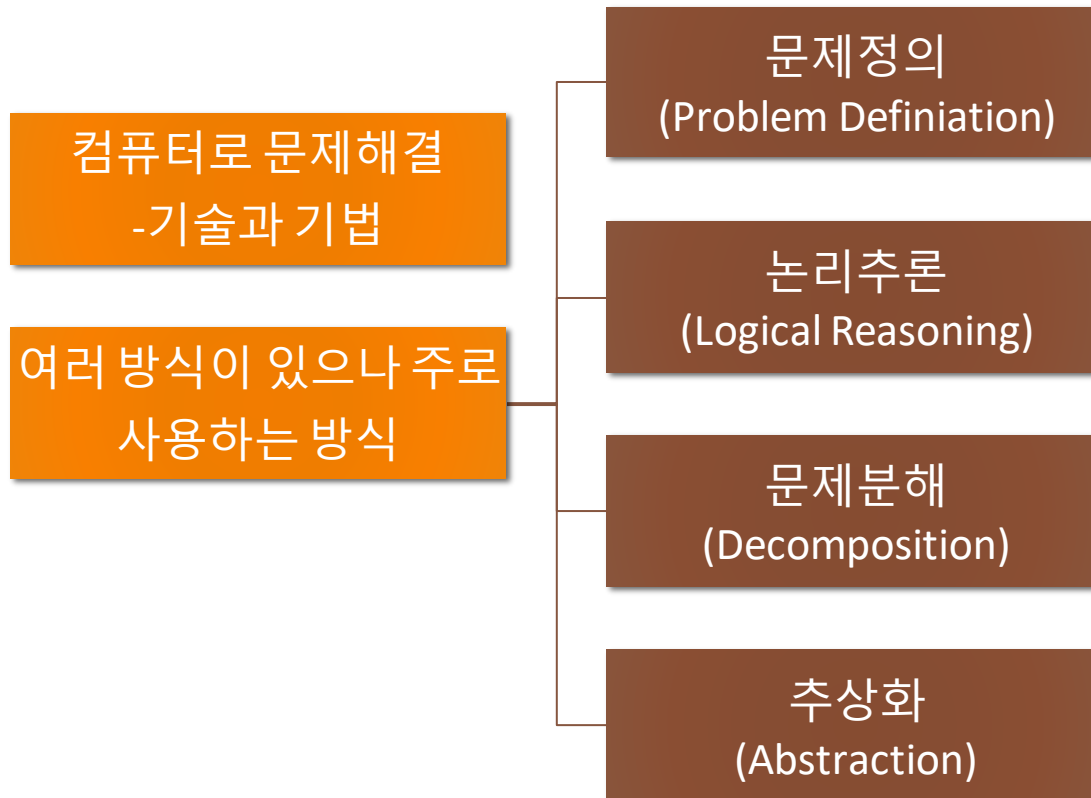 컴퓨터로 문제해결
-기술과 기법
여러 방식이 있으나 주로
사용하는 방식
문제정의
(Problem Definiation)
논리추론
(Logical Reasoning)
문제분해
(Decomposition)
추상화
(Abstraction)